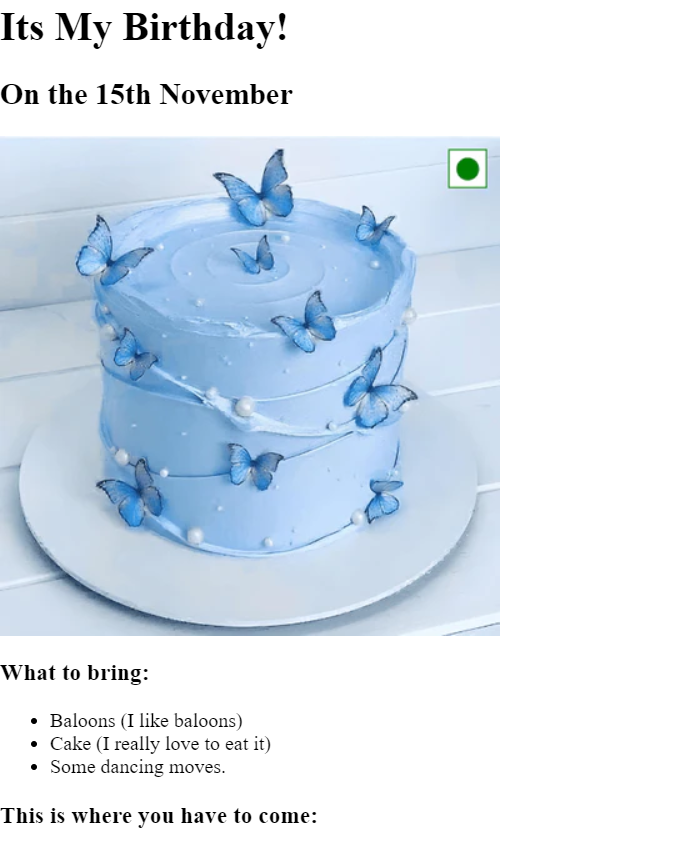 Its My Birthday!
On the 15th November
What to bring:
Baloons (I like baloons)
Cake (I really love to eat it)
Some dancing moves.
This is where you have to come: